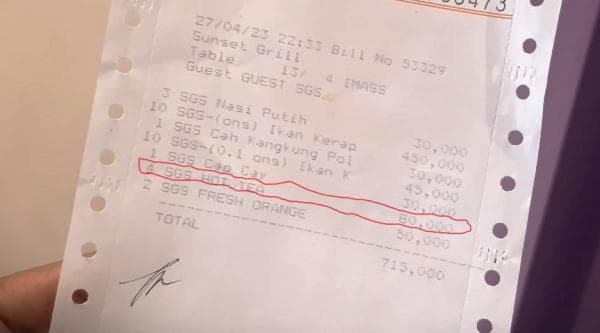 27/04/23 22:33 Bill No 53329
Sunset Grill
Table 13/ 4 IMASS
Guest GUEST SGS
3 SGS Nasi Putih 30,000
10 SGS-(ons) Ikan Kerap 450,000
1 SGS Cah Kangkung Pol 30,000
10 SGS-(0.1 ons) Ikan K 45,000
1 SGS Cap Cay 30,000
4 SGS HOT TEA 80,000
2 SGS FRESH ORANGE 50,000
TOTAL 715,000